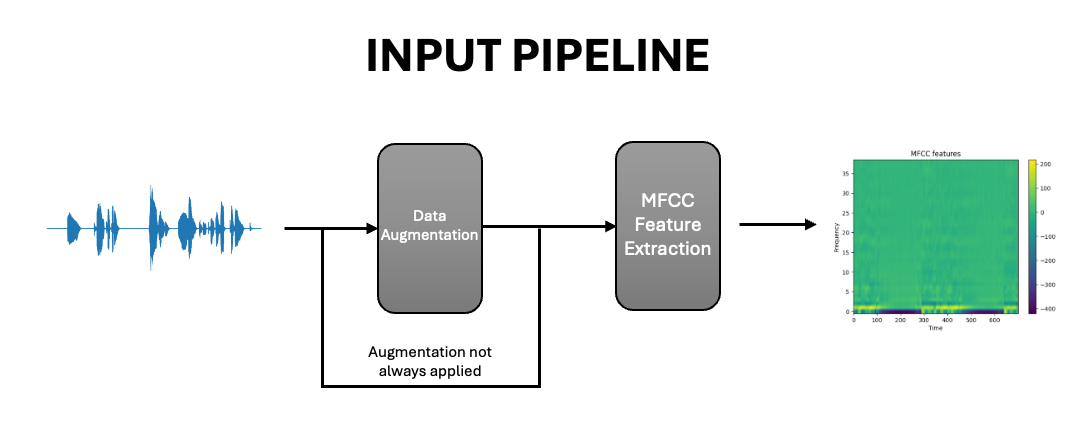 INPUT PIPELINE
Data
Augmentation
MFCC
Feature
Extraction
Augmentation not
always applied
MFCC features
Frequency
35
30
25
20
15
10
5
0
0 100 200 300 400 500 600
Time
200
100
0
−100
−200
−300
−400